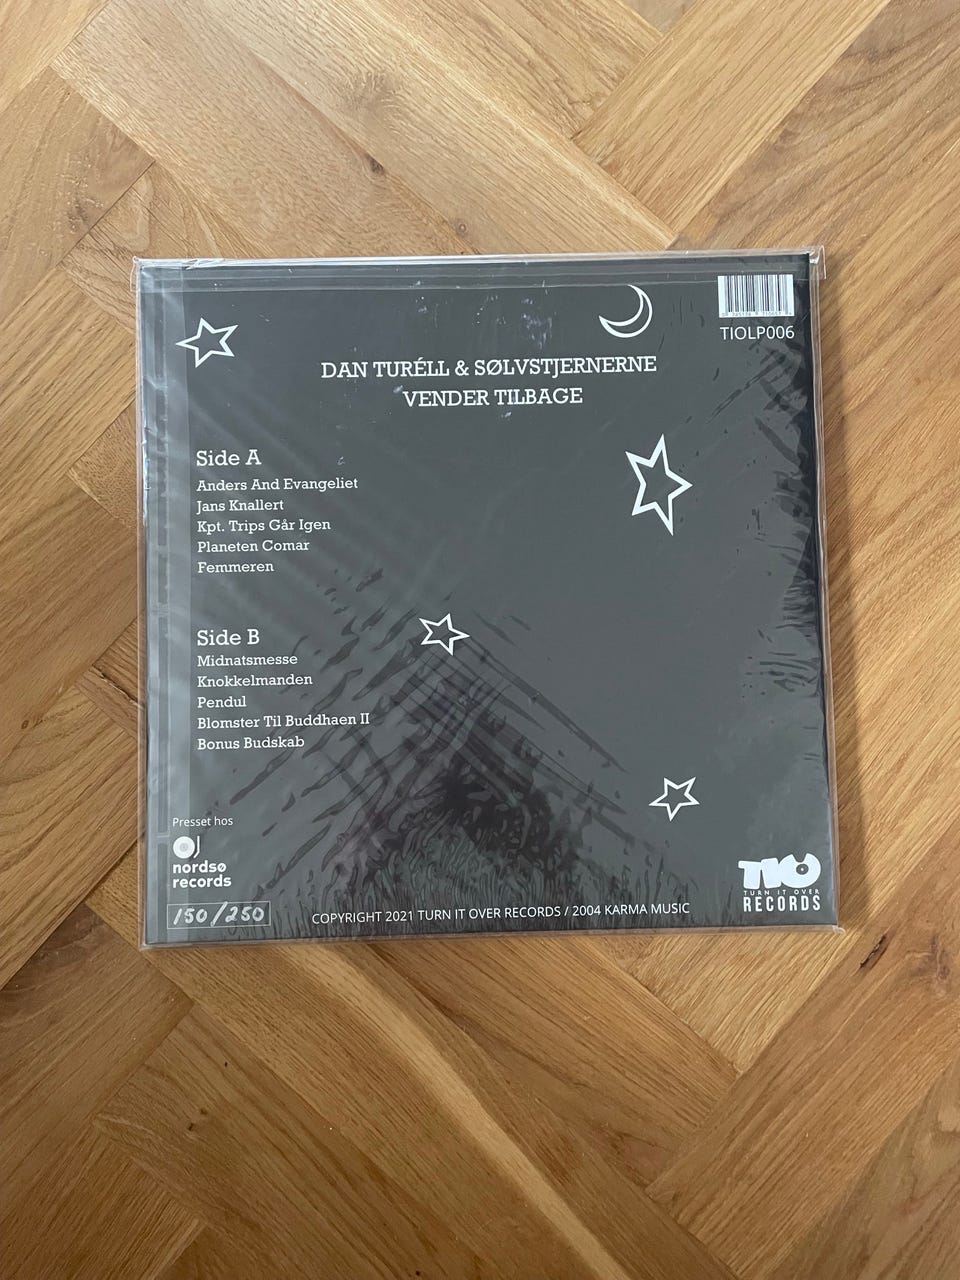 TIOLP006
DAN TURÉLL & SØLVSTJERNERNE
VENDER TILBAGE
Side A
Anders And Evangeliet
Jans Knallert
Kpt. Trips Går Igen
Planeten Comar
Femmeren
Side B
Midnatsmesse
Knokkelmanden
Pendul
Blomster Til Buddhaen II
Bonus Budskab
Presset hos
nordsø
records
150/250
COPYRIGHT 2021 TURN IT OVER RECORDS / 2004 KARMA MUSIC
TIO
TURN IT OVER
RECORDS